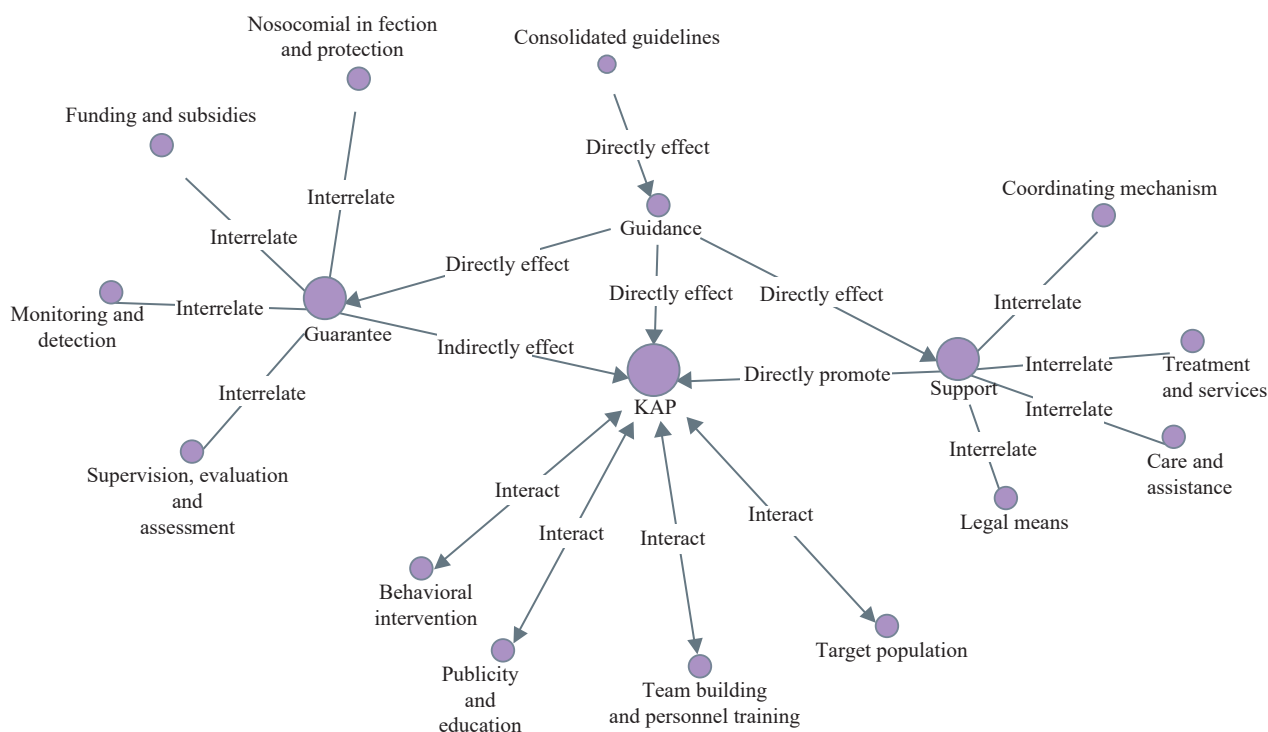 Nosocomial in fection
and protection
Consolidated guidelines
Funding and subsidies
Directly effect
Interrelate
Coordinating mechanism
Guidance
Interrelate
Directly effect
Directly effect
Directly effect
Interrelate
Monitoring and
detection
Interrelate
Guarantee
Indirectly effect
Directly promote
Interrelate
Treatment
and services
Support
Interrelate
KAP
Interrelate
Interrelate
Care and
assistance
Supervision, evaluation
and
assessment
Interact
Interact
Interact
Interact
Legal means
Behavioral
intervention
Target population
Publicity
and
education
Team building
and personnel training